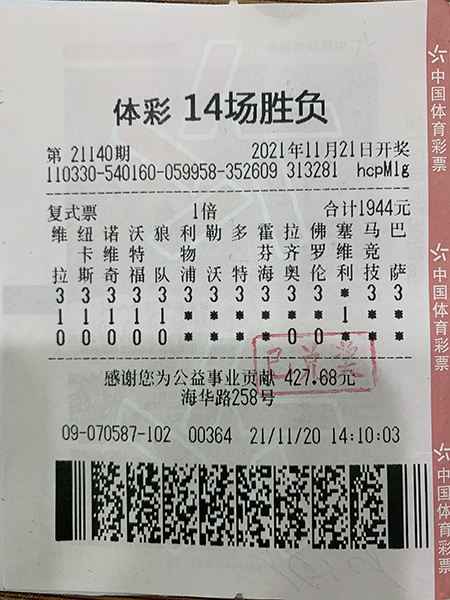 体彩 14场胜负
第 21140期 2021年11月21日开奖
110330-540160-059958-352609 313281 hcpM1g
复式票 1倍 合计1944元
维 纽 诺 沃 狼 利 勒 多 霍 拉 佛 塞 马 巴
卡 维 特 物 芬 齐 罗 维 竞
拉 斯 奇 福 队 浦 沃 特 海 奥 伦 利 技 萨
3 3 3 3 3 3 3 3 3 3 3 * 3 3
1 1 1 1 1 * * * * * * 1 * *
0 0 0 0 0 * * * * 0 0 * * *
已兑奖
感谢您为公益事业贡献 427.68元
海华路258号
09-070587-102 00364 21/11/20 14:10:03
中国体育彩票
中国体育彩票
中国体育彩票